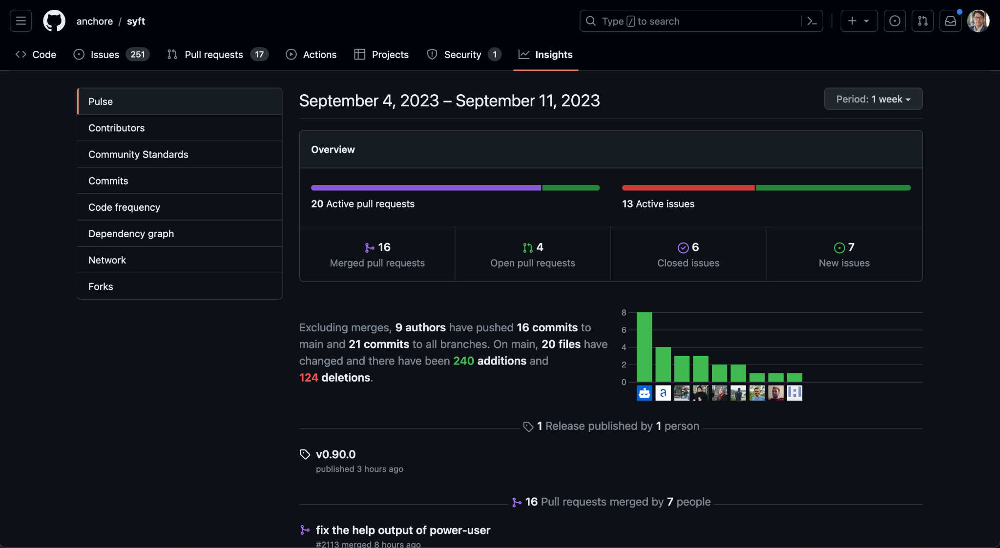 anchore / syft
Type / to search
Code
Issues 251
Pull requests 17
Actions
Projects
Security 1
Insights
Pulse
Contributors
Community Standards
Commits
Code frequency
Dependency graph
Network
Forks
September 4, 2023 – September 11, 2023
Period: 1 week
Overview
20 Active pull requests
13 Active issues
16
Merged pull requests
4
Open pull requests
6
Closed issues
7
New issues
Excluding merges, 9 authors have pushed 16 commits to
main and 21 commits to all branches. On main, 20 files have
changed and there have been 240 additions and
124 deletions.
8
6
4
2
0
a
1 Release published by 1 person
v0.90.0
published 3 hours ago
16 Pull requests merged by 7 people
fix the help output of power-user
#2113 merged 8 hours ago